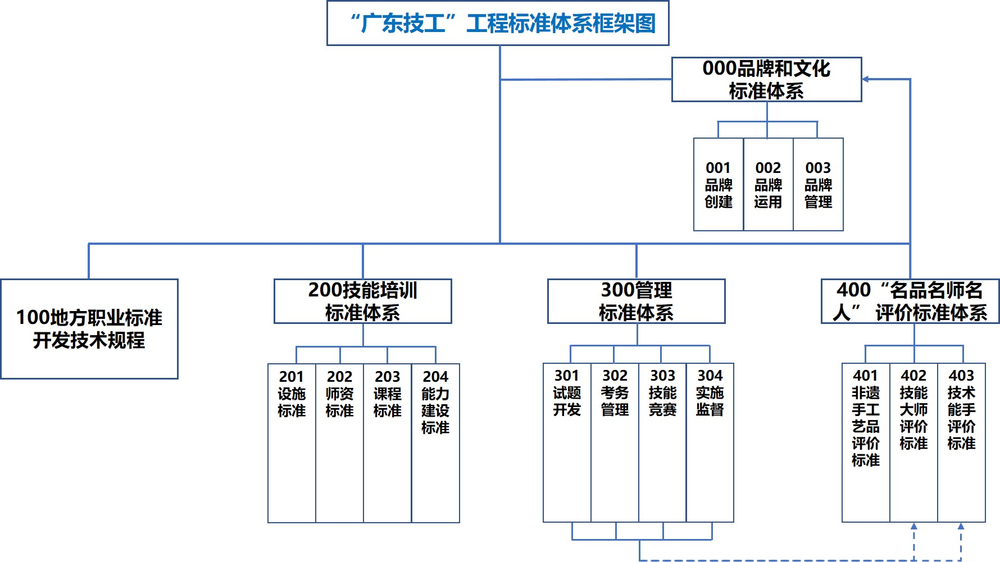 “广东技工”工程标准体系框架图
000品牌和文化
标准体系
001
品牌
创建
002
品牌
运用
003
品牌
管理
100地方职业标准
开发技术规程
200技能培训
标准体系
300管理
标准体系
400“名品名师名
人” 评价标准体系
201
设施
标准
202
师资
标准
203
课程
标准
204
能力
建设
标准
301
试题
开发
302
考务
管理
303
技能
竞赛
304
实施
监督
401
非遗
手工
艺品
评价
标准
402
技能
大师
评价
标准
403
技术
能手
评价
标准